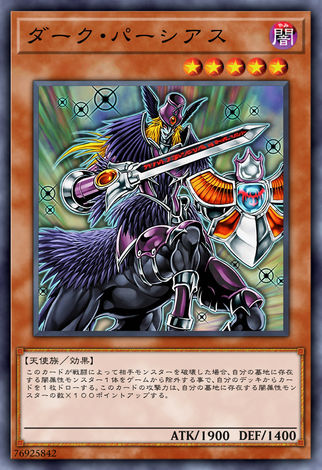 ダーク・パーシアス
やみ
闇
【天使族／効果】
このカードが戦闘によって相手モンスターを破壊した場合、自分の墓地に存在
する闇属性モンスター１体をゲームから除外する事で、自分のデッキからカード
を１枚ドローする。このカードの攻撃力は、自分の墓地に存在する闇属性モン
スターの数×１００ポイントアップする。
ATK/1900 DEF/1400
76925842